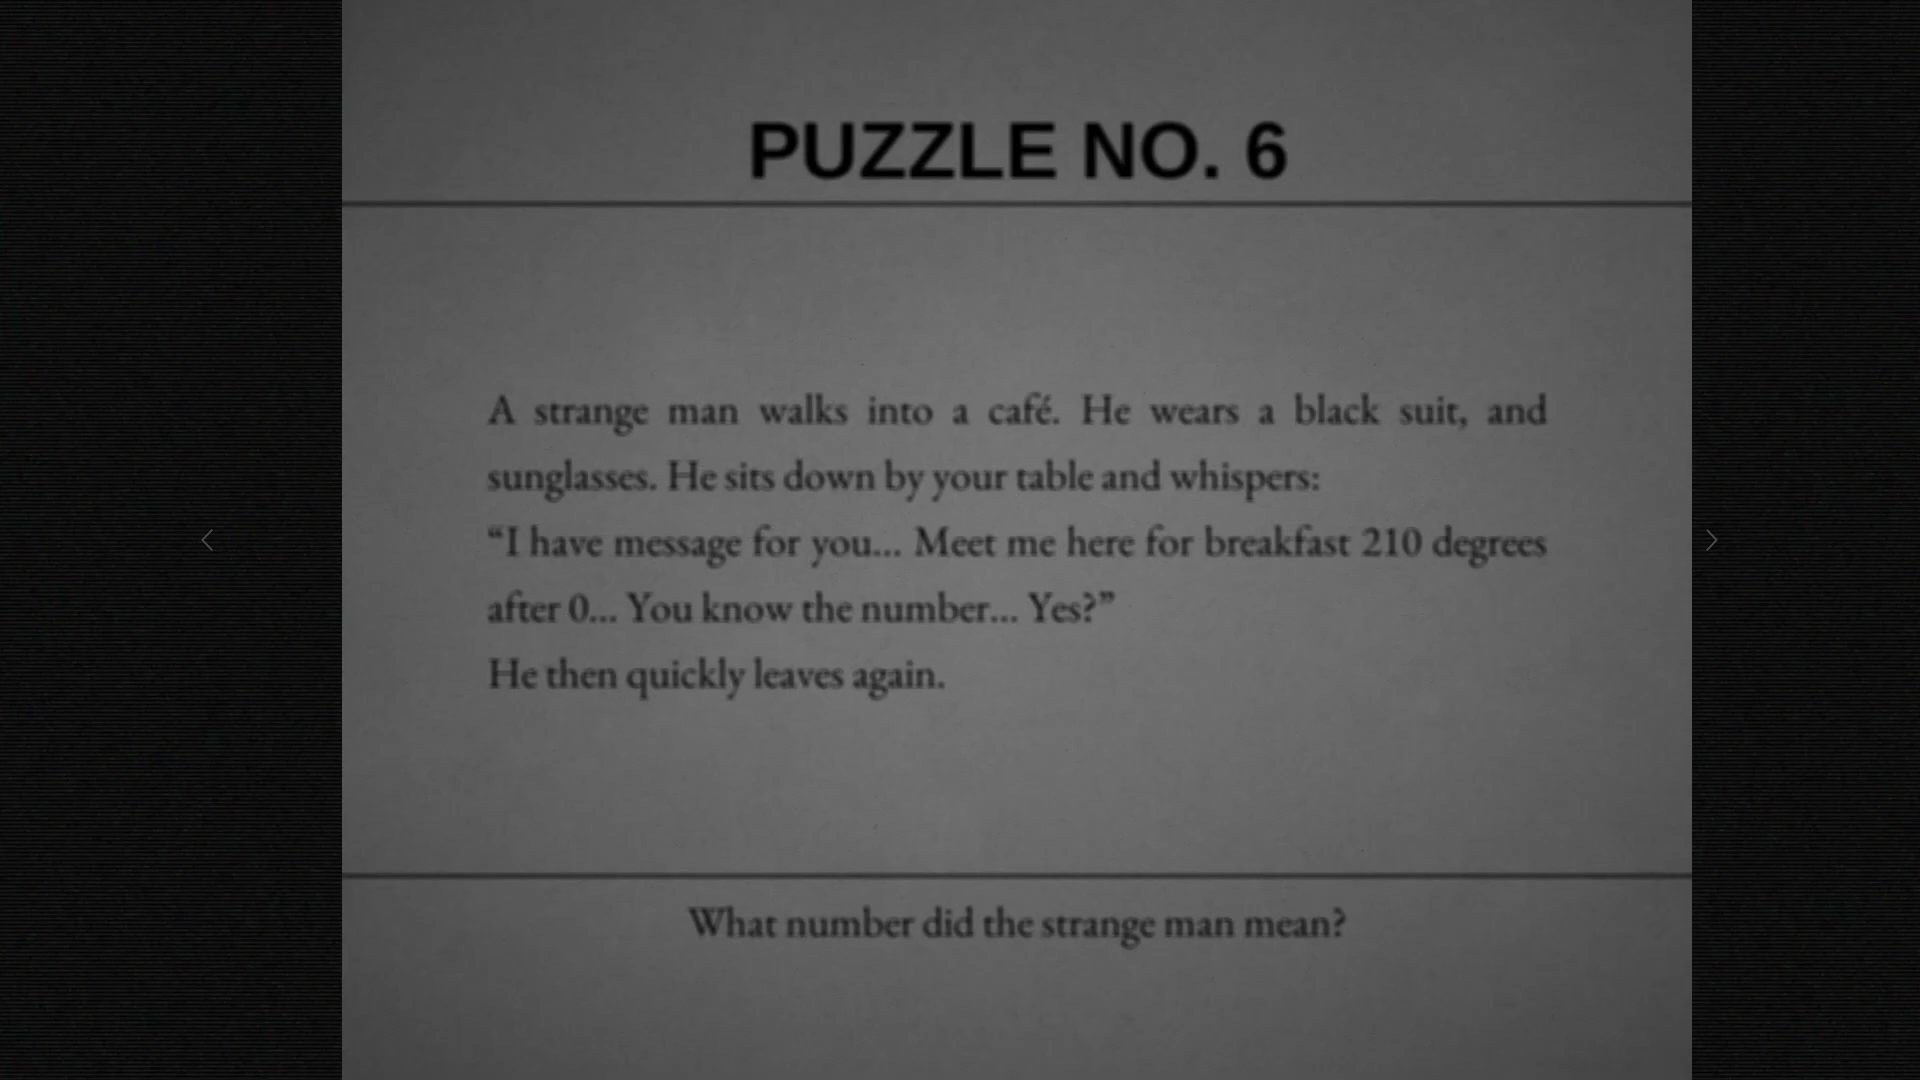 PUZZLE NO. 6
A strange man walks into a café. He wears a black suit, and
sunglasses. He sits down by your table and whispers:
“I have message for you... Meet me here for breakfast 210 degrees
after 0... You know the number... Yes?”
He then quickly leaves again.
What number did the strange man mean?